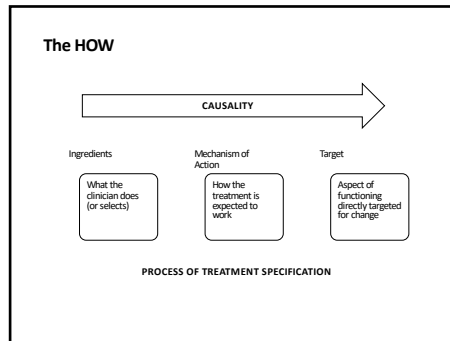 The HOW
CAUSALITY
Ingredients
Mechanism of
Action
Target
What the
clinician does
(or selects)
How the
treatment is
expected to
work
Aspect of
functioning
directly targeted
for change
PROCESS OF TREATMENT SPECIFICATION